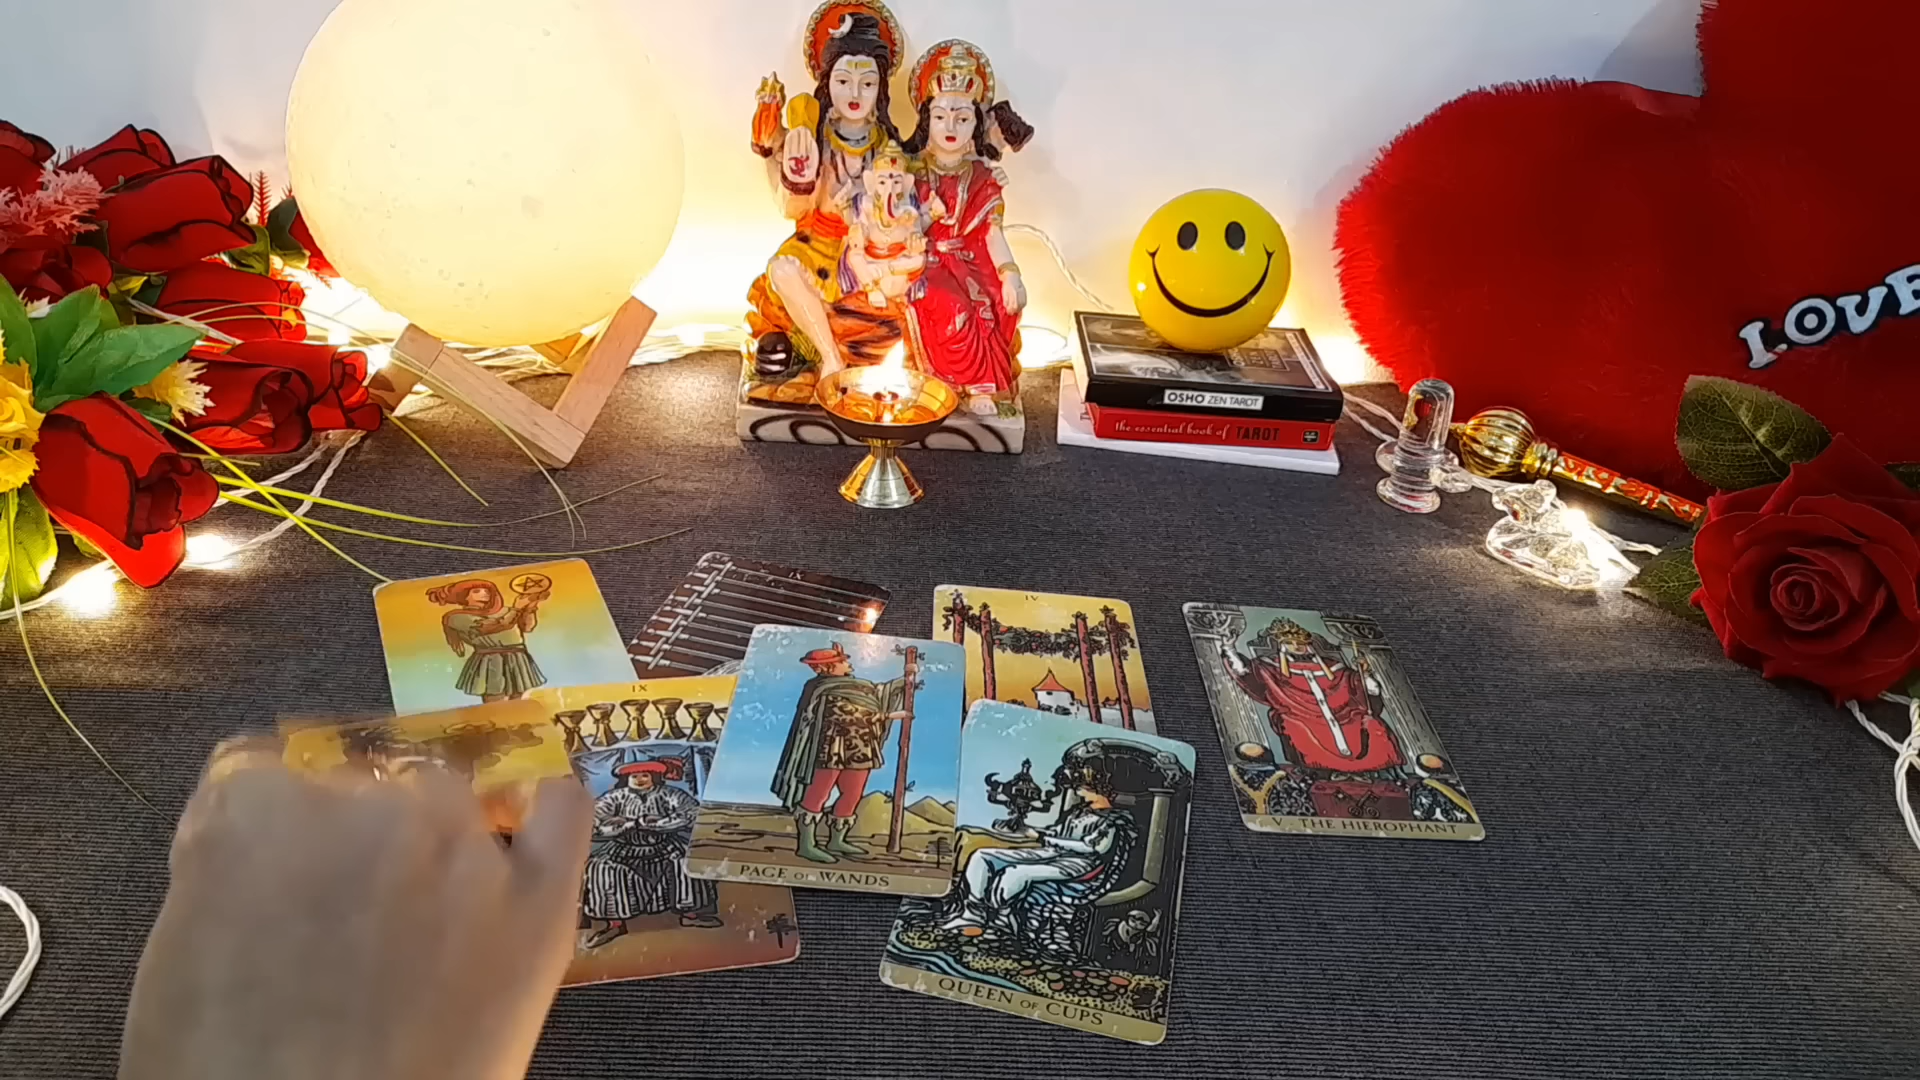 LOVE
OSHO ZEN TAROT
the essential book of TAROT
IX
IV
IX
V . THE HIEROPHANT
PAGE OF WANDS
QUEEN OF CUPS